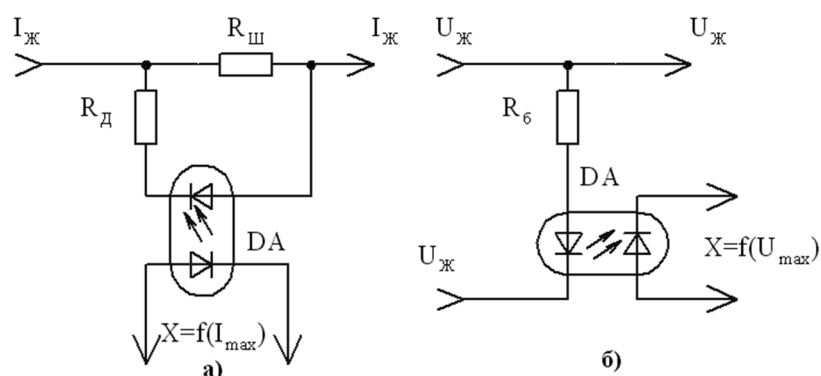 Iж
Rш
Iж
Rд
DA
X=f(Imax)
а)
Uж
Uж
Rб
DA
Uж
X=f(Umax)
б)